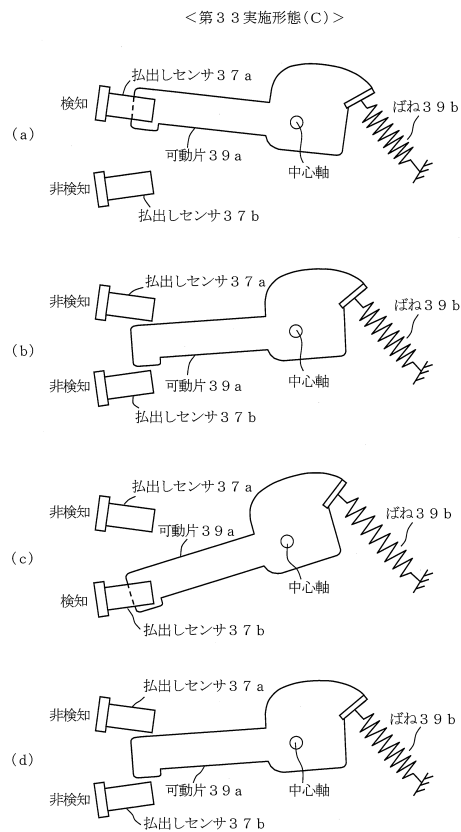 ＜第３３実施形態（Ｃ）＞
払出しセンサ３７ａ
検知
ばね３９ｂ
（ａ）
可動片３９ａ
中心軸
非検知
払出しセンサ３７ｂ
払出しセンサ３７ａ
非検知
ばね３９ｂ
（ｂ）
可動片３９ａ
中心軸
非検知
払出しセンサ３７ｂ
払出しセンサ３７ａ
非検知
ばね３９ｂ
可動片３９ａ
（ｃ）
中心軸
検知
払出しセンサ３７ｂ
払出しセンサ３７ａ
非検知
ばね３９ｂ
（ｄ）
可動片３９ａ
中心軸
非検知
払出しセンサ３７ｂ